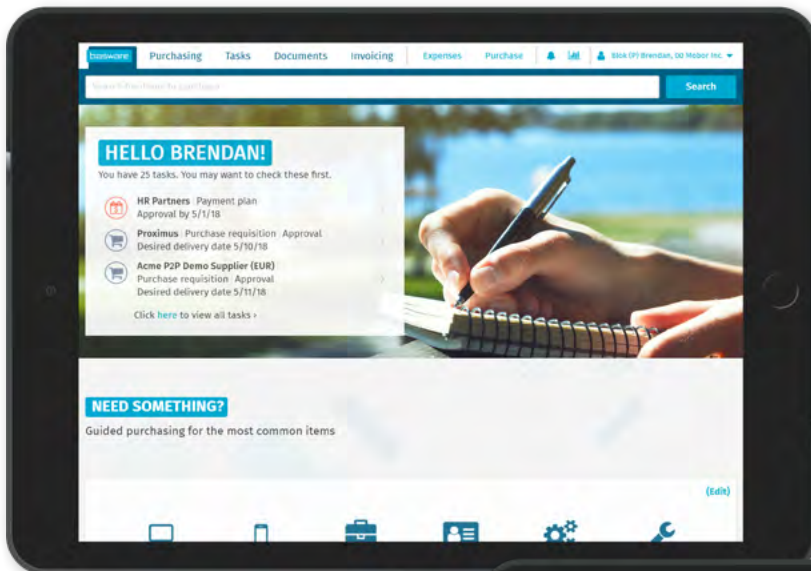 basware Purchasing Tasks Documents Invoicing Expenses Purchase Brendan,
Search
HELLO BRENDAN!
You have 25 tasks. You may want to check these first.
HR Partners Payment plan
Approval by 5/1/18
Proximus Purchase requisition Approval
Desired delivery date 5/10/18
Acme P2P Demo Supplier (EUR)
Purchase requisition Approval
Desired delivery date 5/11/18
Click here to view all tasks ›
NEED SOMETHING?
Guided purchasing for the most common items
(Edit)